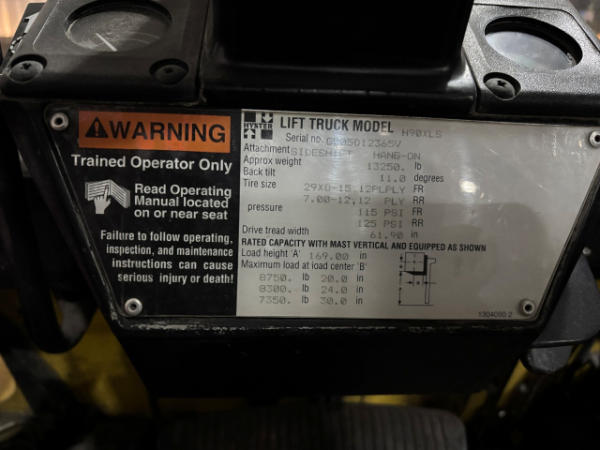 WARNING
Trained Operator Only
Read Operating
Manual located
on or near seat
Failure to follow operating,
inspection, and maintenance
instructions can cause
serious injury or death!
HYSTER
LIFT TRUCK MODEL H90XLS
Serial no. G005D12365V
Attachment SIDESHIFT HANG-ON
Approx weight 13250. lb
Back tilt 11.0 degrees
Tire size 29X0-15,12PLPLY FR
7.00-12,12 PLY RR
pressure 115 PSI FR
125 PSI RR
Drive tread width 61.90 in
RATED CAPACITY WITH MAST VERTICAL AND EQUIPPED AS SHOWN
Load height 'A' 169.00 in
Maximum load at load center 'B'
8750. lb 20.0 in
8300. lb 24.0 in
7350. lb 30.0 in
1304090 2